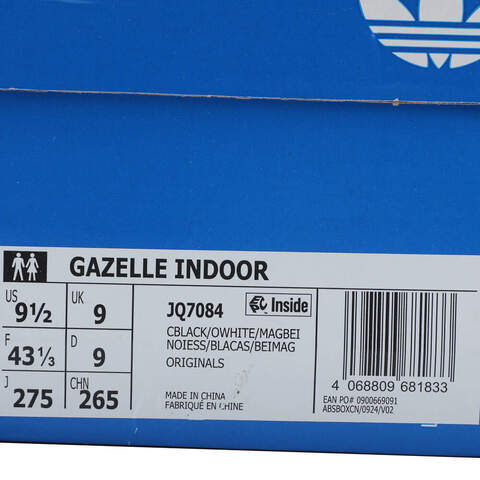 GAZELLE INDOOR
US 9½ UK 9
F 43⅓ D 9
J 275 CHN 265
JQ7084 Inside
CBLACK/OWHITE/MAGBEI
NOIESS/BLACAS/BEIMAG
ORIGINALS
MADE IN CHINA
FABRIQUÉ EN CHINE
4 068809 681833
EAN PO# 0900669091
ABSBOXCN/0924/V02